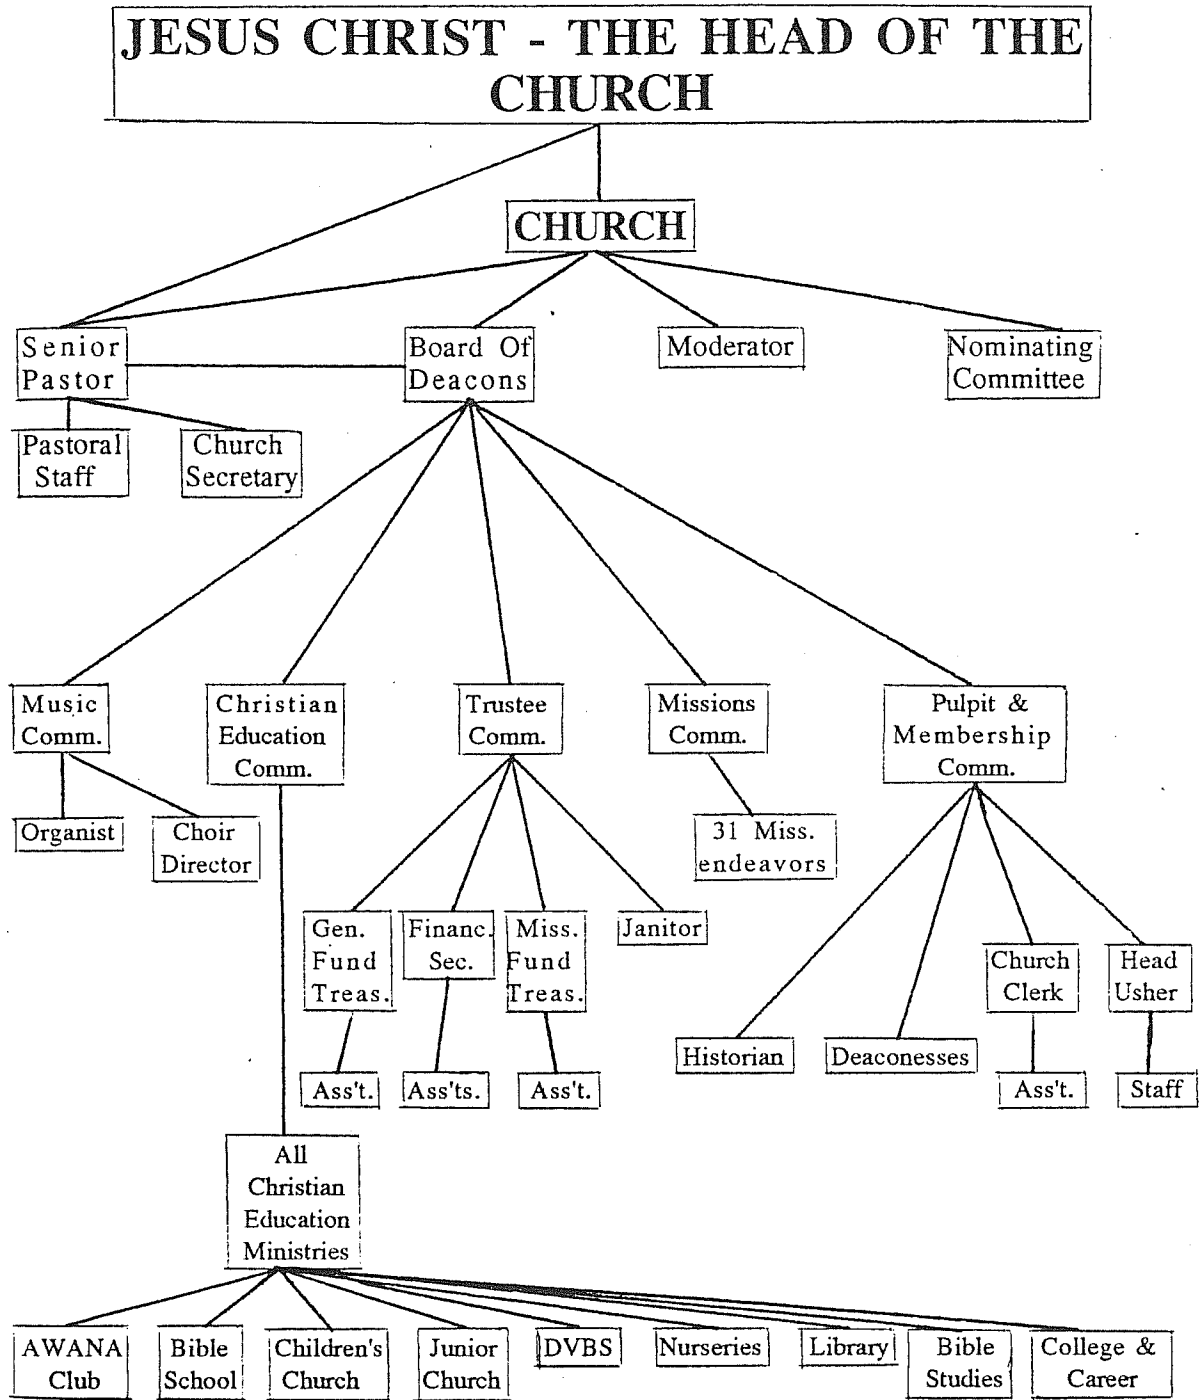 JESUS CHRIST - THE HEAD OF THE
CHURCH
CHURCH
Senior
Pastor
Board Of
Deacons
Moderator
Nominating
Committee
Pastoral
Staff
Church
Secretary
Music
Comm.
Christian
Education
Comm.
Trustee
Comm.
Missions
Comm.
Pulpit &
Membership
Comm.
Organist
Choir
Director
31 Miss.
endeavors
Gen.
Fund
Treas.
Financ.
Sec.
Miss.
Fund
Treas.
Janitor
Church
Clerk
Head
Usher
Historian
Deaconesses
Ass't.
Ass'ts.
Ass't.
Ass't.
Staff
All
Christian
Education
Ministries
AWANA
Club
Bible
School
Children's
Church
Junior
Church
DVBS
Nurseries
Library
Bible
Studies
College &
Career